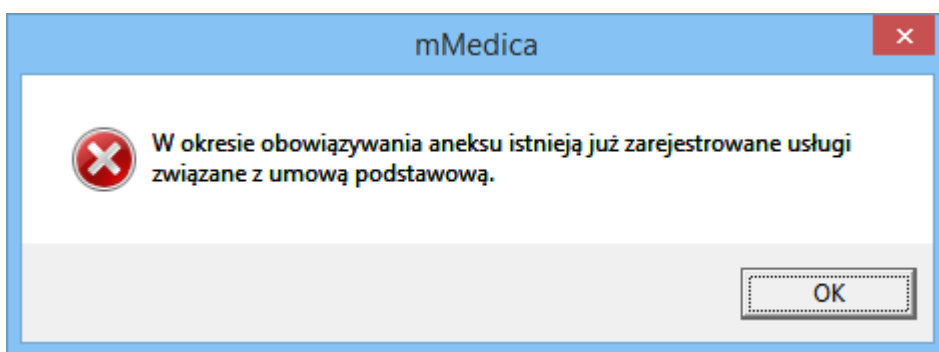 mMedica
W okresie obowiązywania aneksu istnieją już zarejestrowane usługi
związane z umową podstawową.
OK